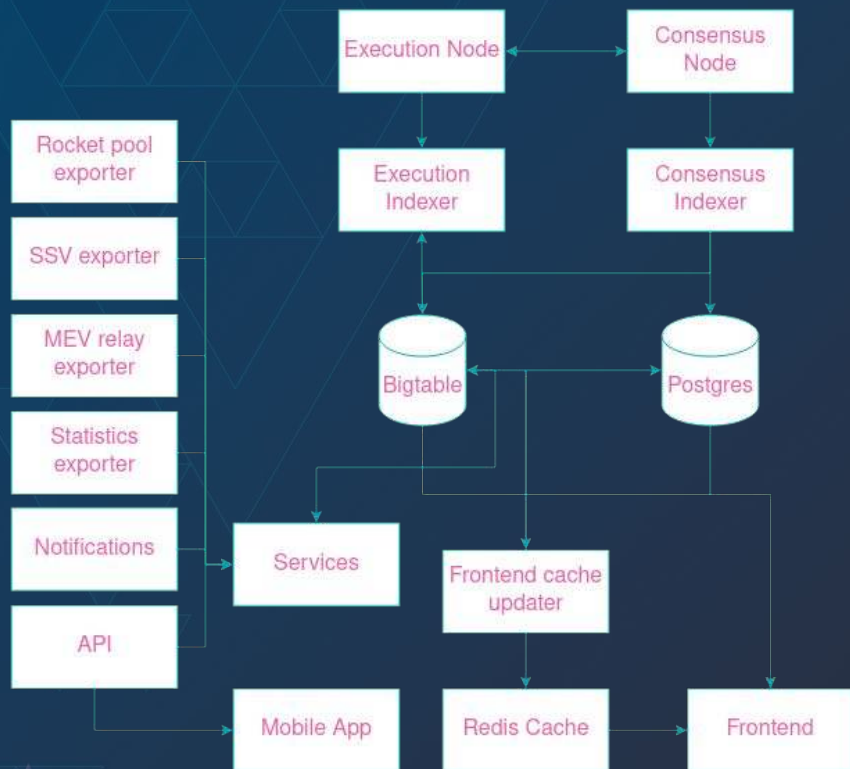 Execution Node
Consensus
Node
Rocket pool
exporter
Execution
Indexer
Consensus
Indexer
SSV exporter
MEV relay
exporter
Bigtable
Postgres
Statistics
exporter
Notifications
Services
Frontend cache
updater
API
Mobile App
Redis Cache
Frontend